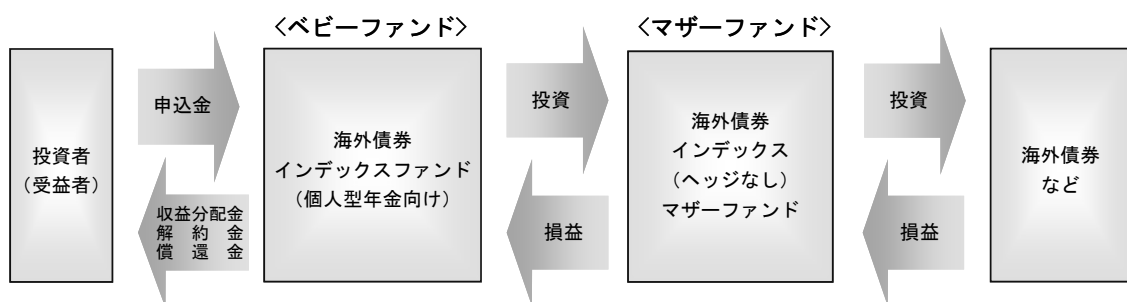 〈ベビーファンド〉
〈マザーファンド〉
投資者
（受益者）
申込金
収益分配金
解約金
償還金
海外債券
インデックスファンド
（個人型年金向け）
投資
損益
海外債券
インデックス
（ヘッジなし）
マザーファンド
投資
損益
海外債券
など